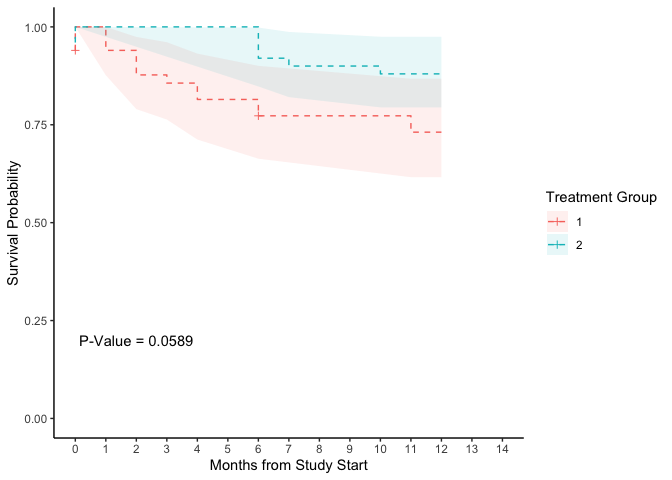 1.00
0.75
0.50
0.25
0.00
Survival Probability
P-Value = 0.0589
0 1 2 3 4 5 6 7 8 9 10 11 12 13 14
Months from Study Start
Treatment Group
1
2